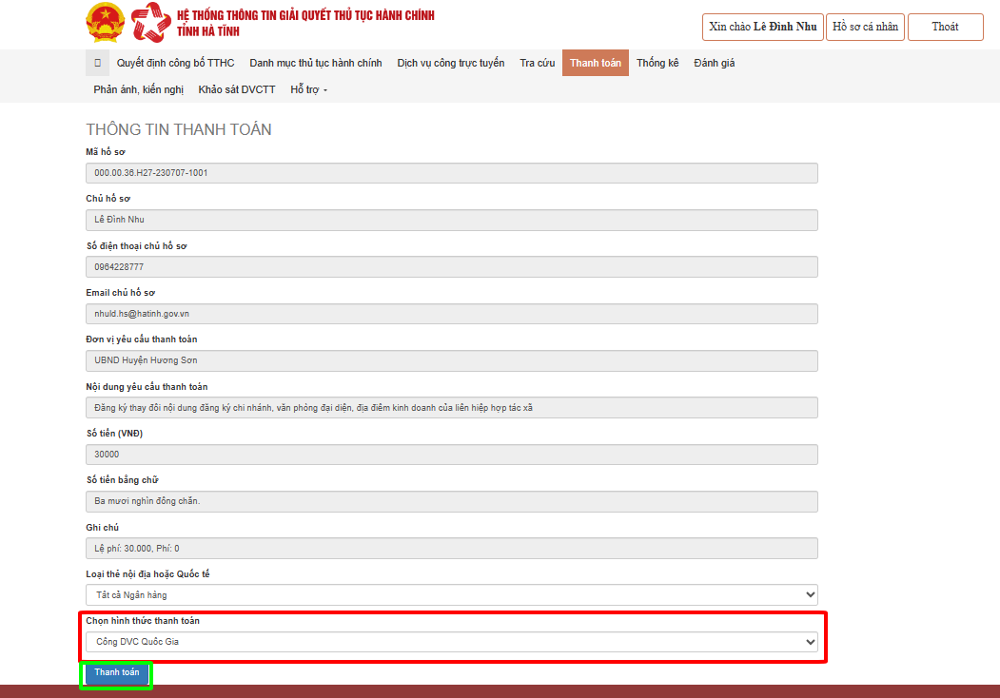 HỆ THỐNG THÔNG TIN GIẢI QUYẾT THỦ TỤC HÀNH CHÍNH
TỈNH HÀ TĨNH
Xin chào Lê Đình Nhu
Hồ sơ cá nhân
Thoát
Quyết định công bố TTHC
Danh mục thủ tục hành chính
Dịch vụ công trực tuyến
Tra cứu
Thanh toán
Thống kê
Đánh giá
Phản ánh, kiến nghị
Khảo sát DVCTT
Hỗ trợ
THÔNG TIN THANH TOÁN
Mã hồ sơ
000.00.36.H27-230707-1001
Chủ hồ sơ
Lê Đình Nhu
Số điện thoại chủ hồ sơ
0964228777
Email chủ hồ sơ
nhuld.hs@hatinh.gov.vn
Đơn vị yêu cầu thanh toán
UBND Huyện Hương Sơn
Nội dung yêu cầu thanh toán
Đăng ký thay đổi nội dung đăng ký chi nhánh, văn phòng đại diện, địa điểm kinh doanh của liên hiệp hợp tác xã
Số tiền (VNĐ)
30000
Số tiền bằng chữ
Ba mươi nghìn đồng chẵn.
Ghi chú
Lệ phí: 30.000, Phí: 0
Loại thẻ nội địa hoặc Quốc tế
Tất cả Ngân hàng
Chọn hình thức thanh toán
Cổng DVC Quốc Gia
Thanh toán